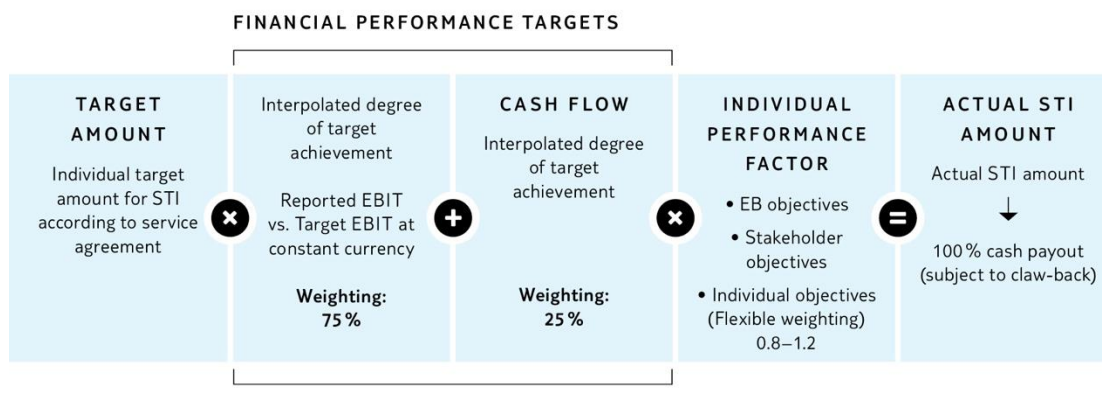 FINANCIAL PERFORMANCE TARGETS
TARGET
AMOUNT
Individual target
amount for STI
according to service
agreement
×
Interpolated degree
of target
achievement
Reported EBIT
vs. Target EBIT at
constant currency
Weighting:
75 %
+
CASH FLOW
Interpolated degree
of target
achievement
Weighting:
25 %
×
INDIVIDUAL
PERFORMANCE
FACTOR
• EB objectives
• Stakeholder
objectives
• Individual objectives
(Flexible weighting)
0.8–1.2
=
ACTUAL STI
AMOUNT
Actual STI amount
↓
100 % cash payout
(subject to claw-back)